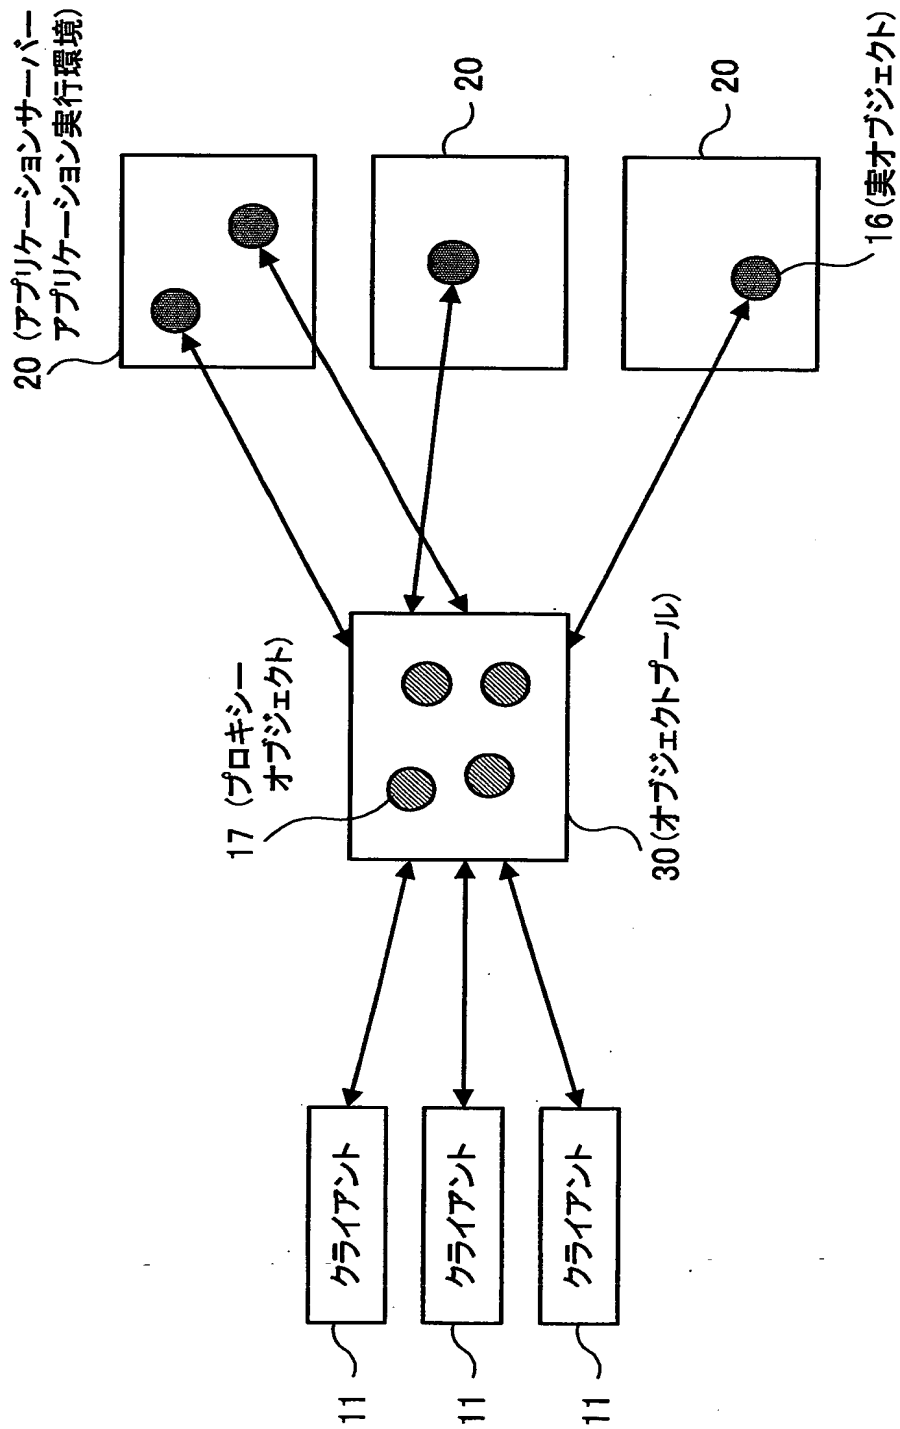 20 (アプリケーションサーバー
アプリケーション実行環境)
20
20
16(実オブジェクト)
17 (プロキシー
オブジェクト)
30(オブジェクトプール)
クライアント
クライアント
クライアント
11
11
11